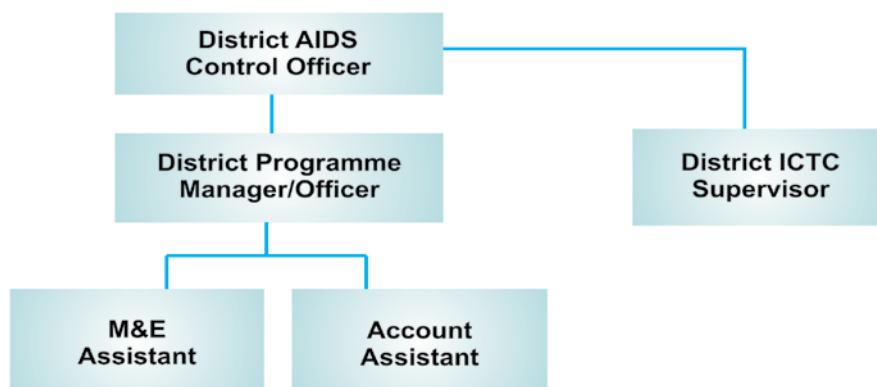 District AIDS
Control Officer
District Programme
Manager/Officer
District ICTC
Supervisor
M&E
Assistant
Account
Assistant